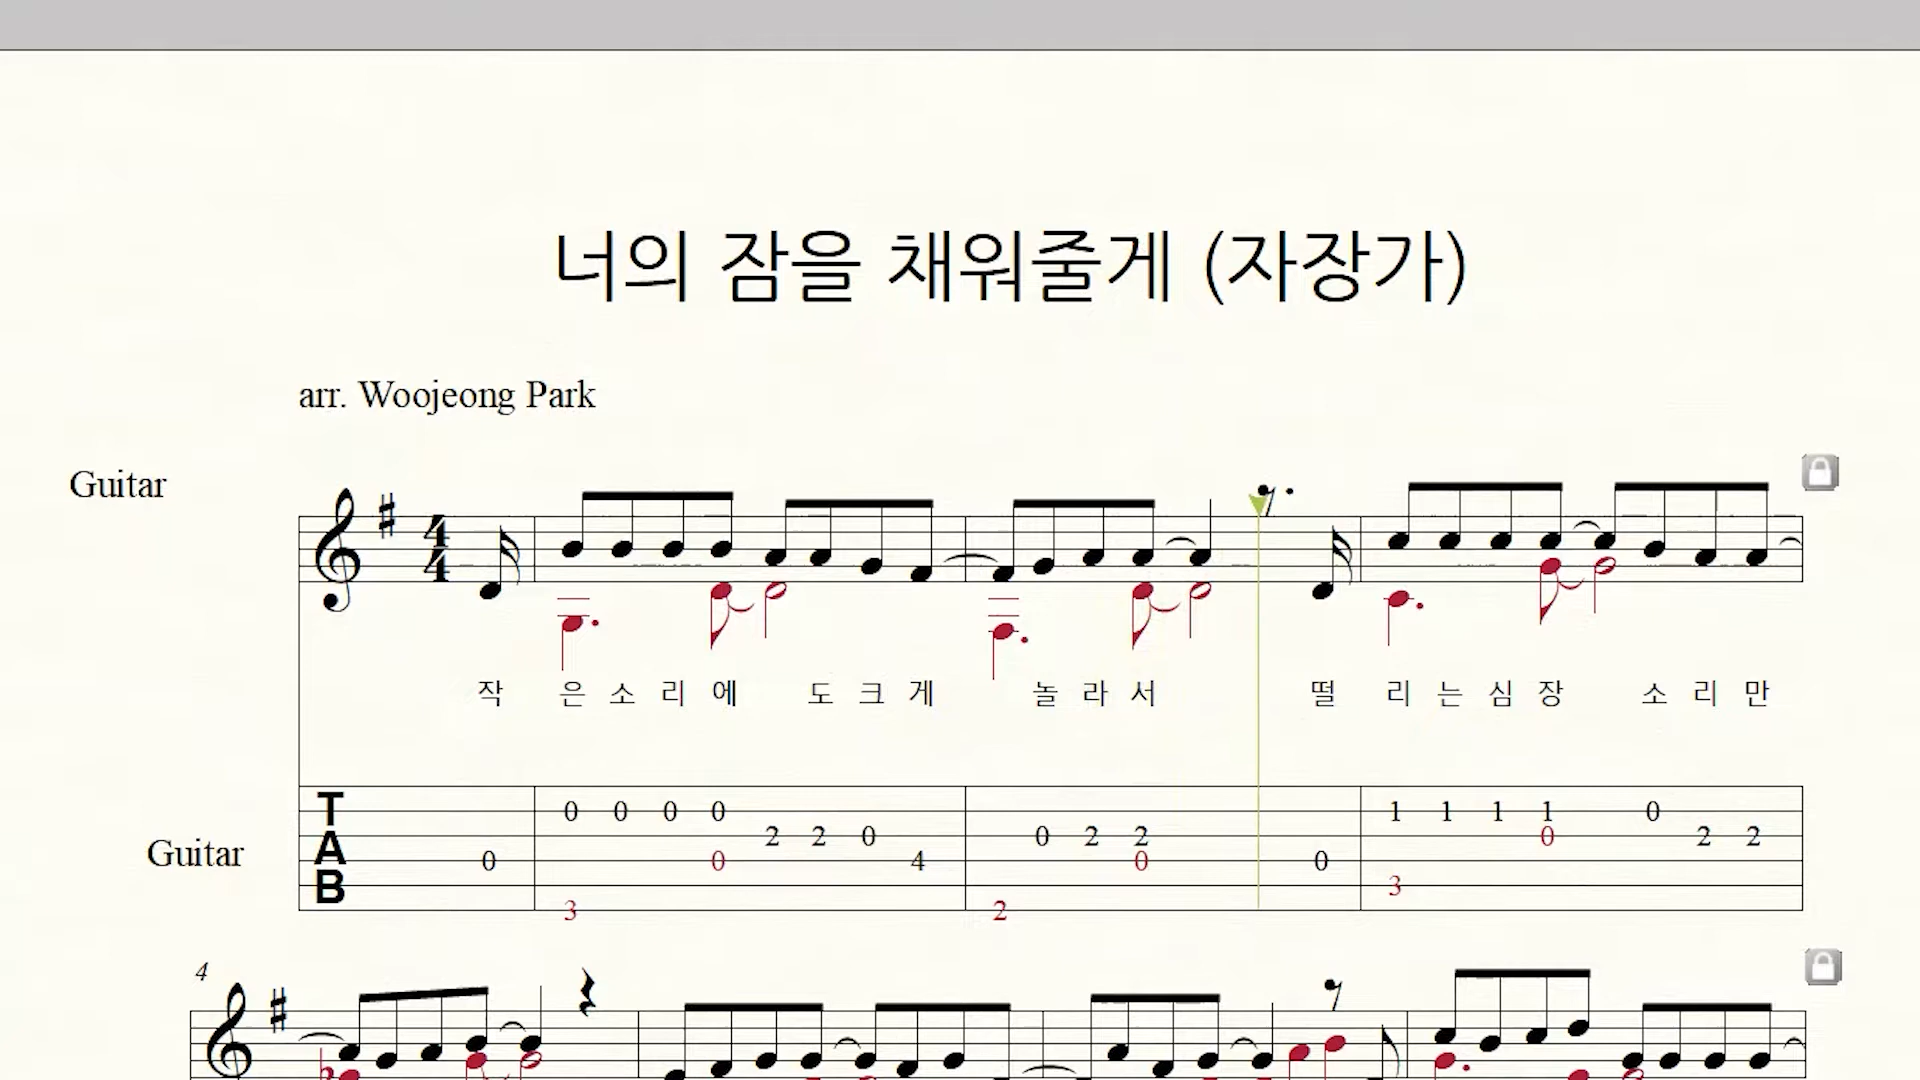 너의 잠을 채워줄게 (자장가)
arr. Woojeong Park
Guitar
4
4
작 은 소 리 에 도 크 게 놀 라 서 떨 리 는 심 장 소 리 만
Guitar
T
A
B
0 0 0 0 1 1 1 1 0
2 2 0 0 2 2 0 2 2
0 0 4 0 0
3
3 2
4